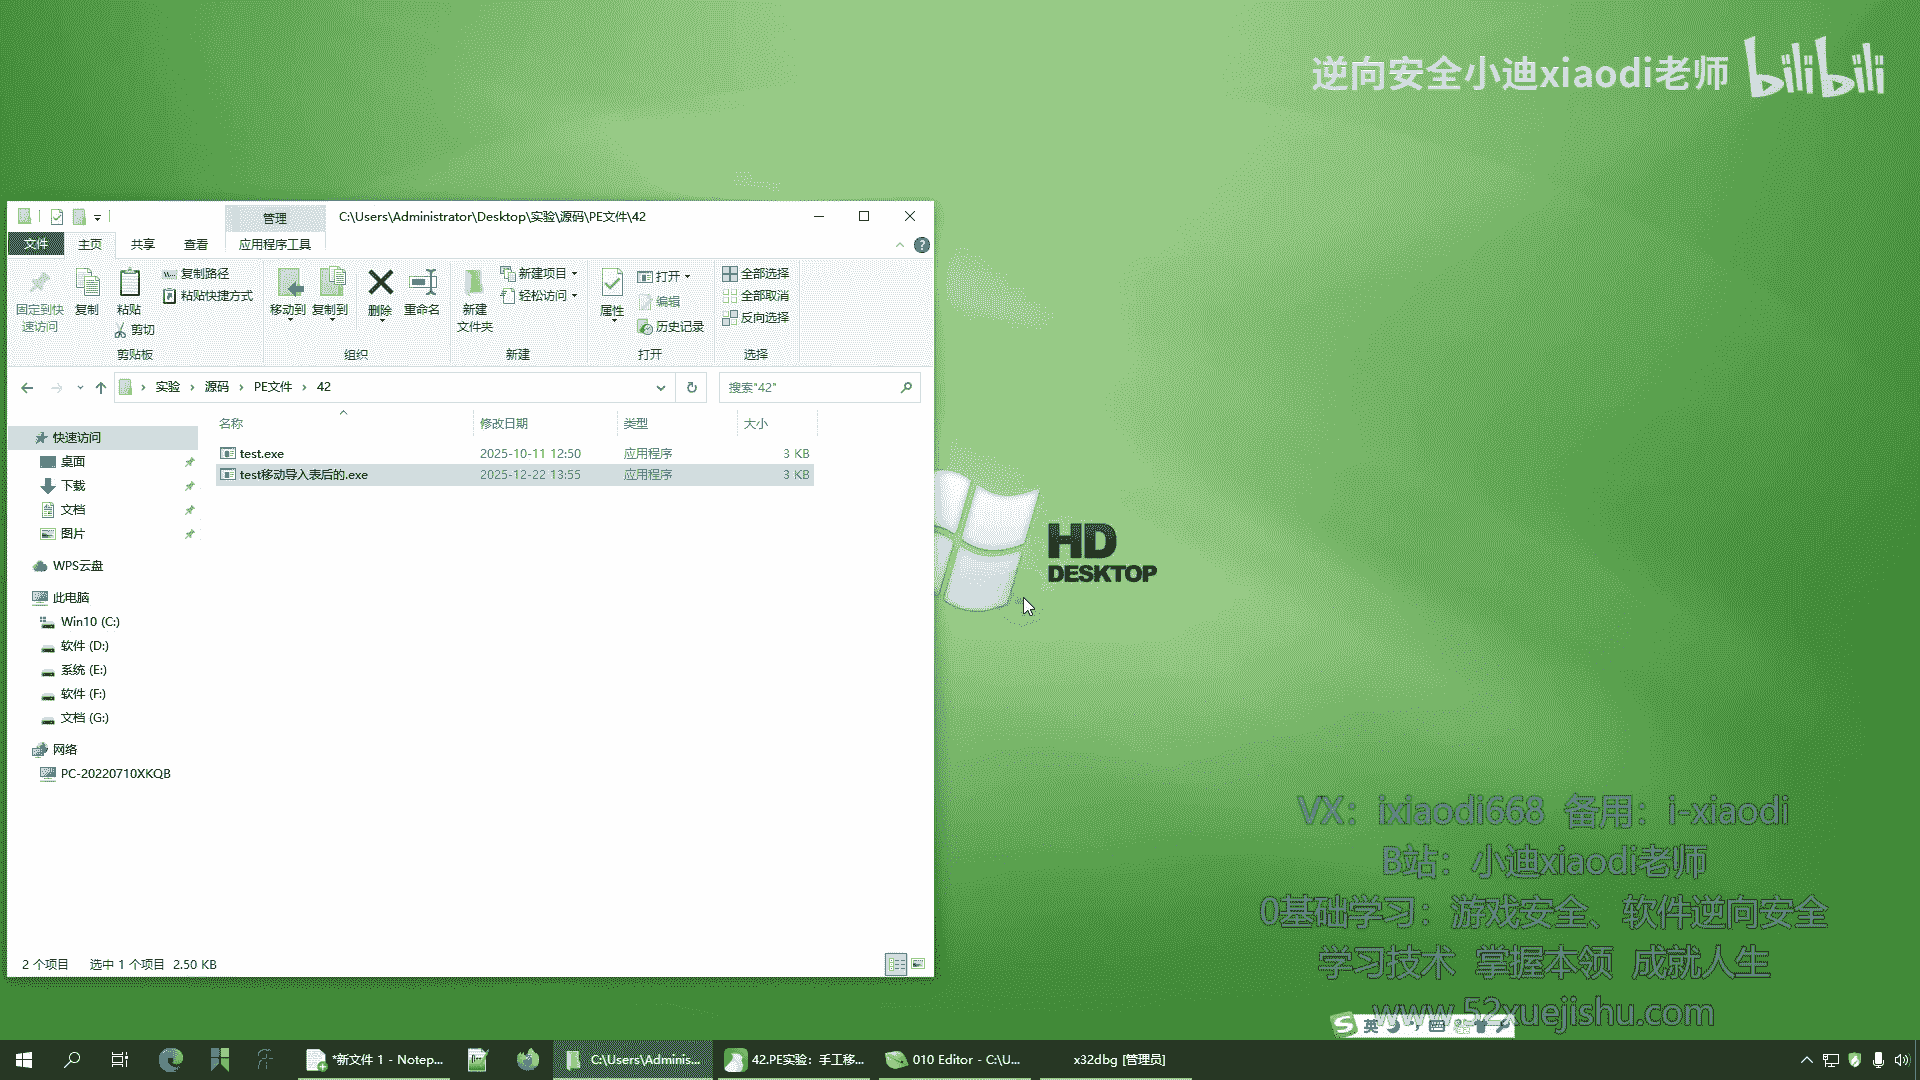 逆向安全小迪xiaodi老师 bilibili
管理 C:\Users\Administrator\Desktop\实验\源码\PE文件\42
文件 主页 共享 查看 应用程序工具
固定到快速访问 复制 粘贴 复制路径 粘贴快捷方式 剪切
移动到 复制到 删除 重命名 新建文件夹 新建项目 轻松访问
属性 打开 编辑 历史记录 全部选择 全部取消 反向选择
剪贴板 组织 新建 打开 选择
实验 源码 PE文件 42 搜索"42"
名称 修改日期 类型 大小
test.exe 2025-10-11 12:50 应用程序 3 KB
test移动导入表后的.exe 2025-12-22 13:55 应用程序 3 KB
快速访问
桌面
下载
文档
图片
WPS云盘
此电脑
Win10 (C:)
软件 (D:)
系统 (E:)
软件 (F:)
文档 (G:)
网络
PC-20220710XKQB
2 个项目 选中 1 个项目 2.50 KB
HD
DESKTOP
VX：ixiaodi668 备用：i-xiaodi
B站：小迪xiaodi老师
0基础学习：游戏安全、软件逆向安全
学习技术 掌握本领 成就人生
www.52xuejishu.com
英
*新文件 1 - Notep... C:\Users\Adminis... 42.PE实验：手工移... 010 Editor - C:\U... x32dbg [管理员]